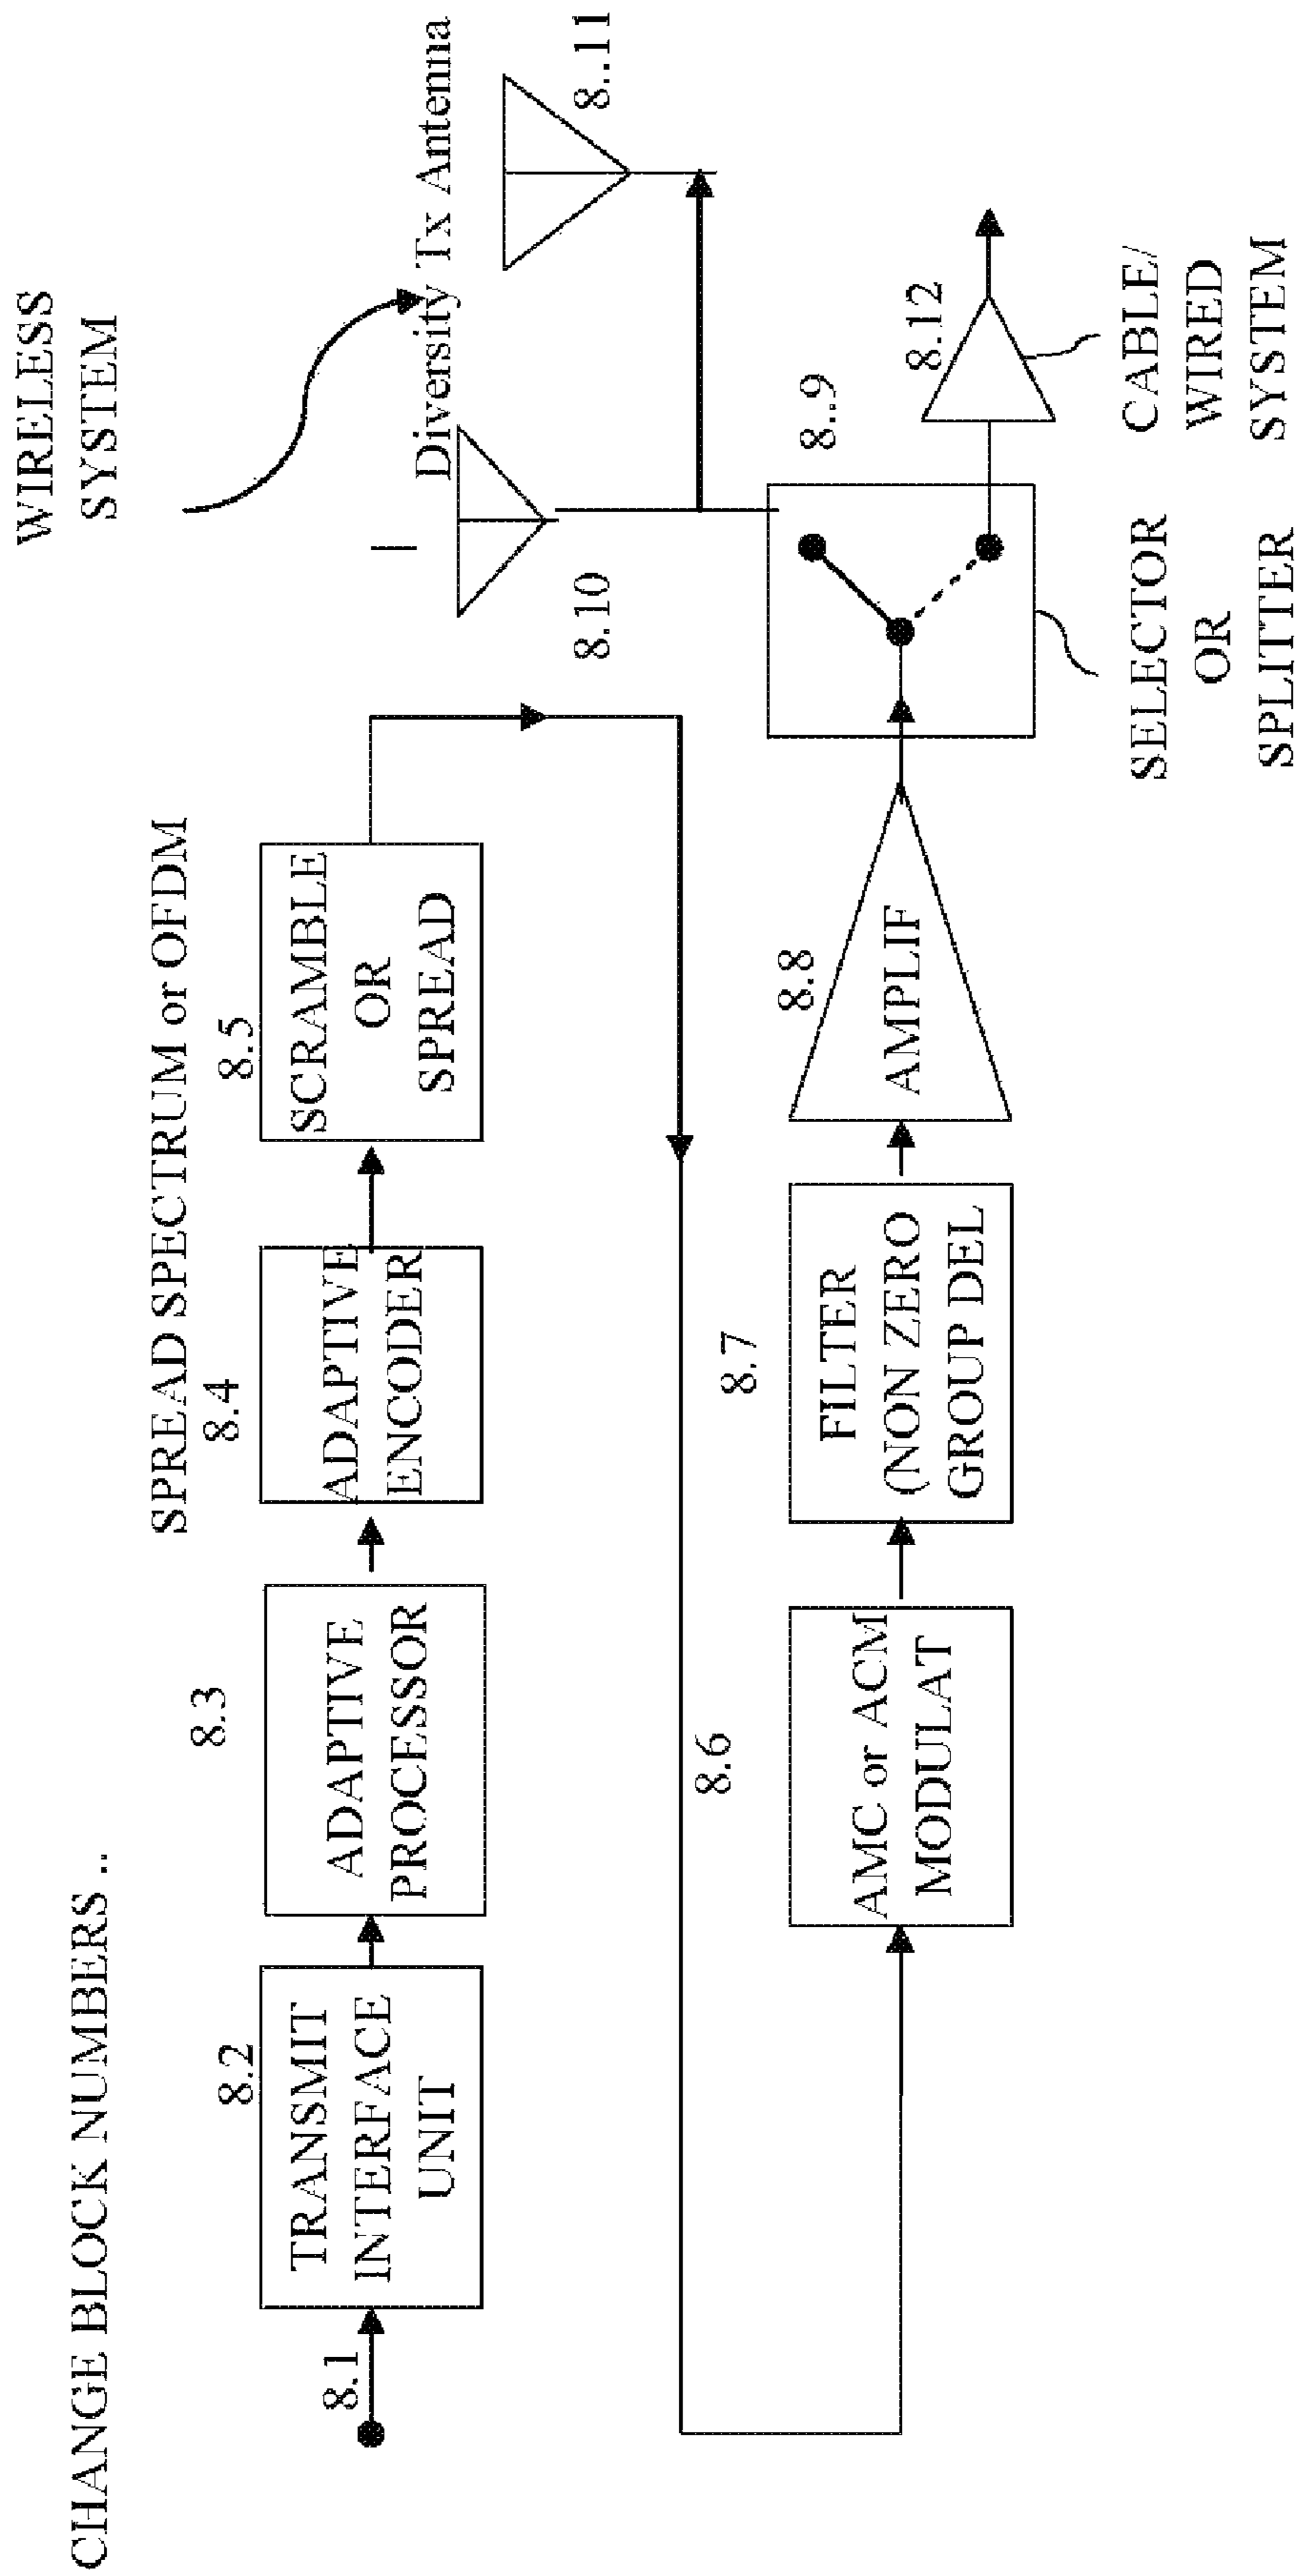 CHANGE BLOCK NUMBERS ..
WIRELESS
SYSTEM
SPREAD SPECTRUM or OFDM
Diversity Tx Antenna
8.1
8.2
TRANSMIT
INTERFACE
UNIT
8.3
ADAPTIVE
PROCESSOR
8.4
ADAPTIVE
ENCODER
8.5
SCRAMBLE
OR
SPREAD
8.10
8..11
8.6
AMC or ACM
MODULAT
8.7
FILTER
(NON ZERO
GROUP DEL
8.8
AMPLIF
8..9
8.12
SELECTOR
OR
SPLITTER
CABLE/
WIRED
SYSTEM